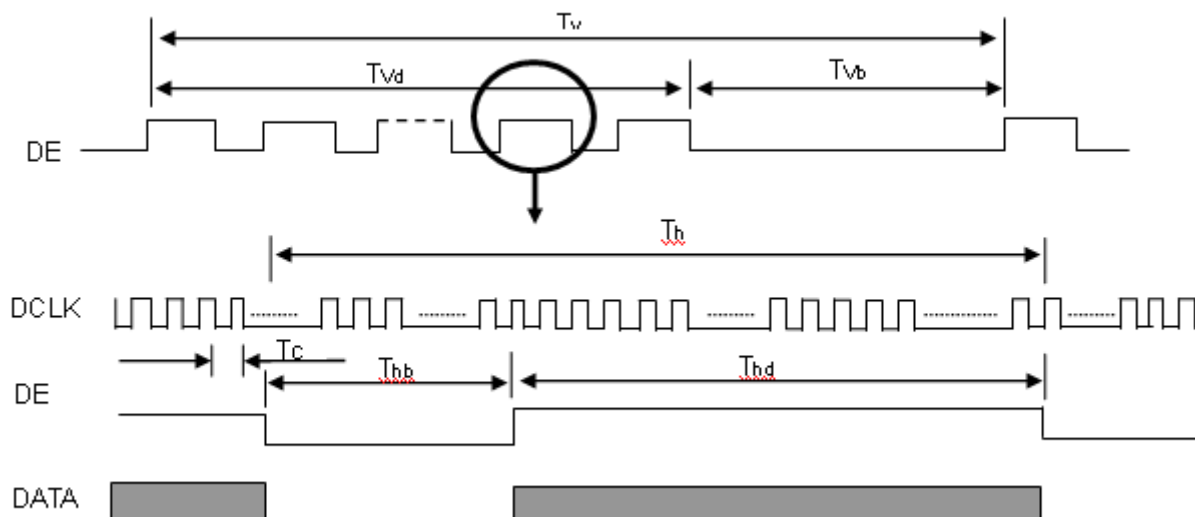 Tv
Tvd
Tvb
DE
Th
DCLK
Tc
Thb
Thd
DE
DATA